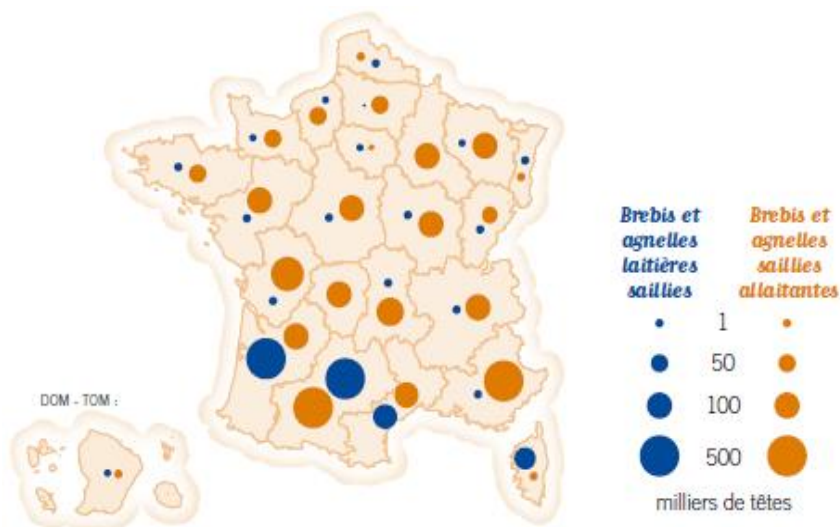 Brebis et
agnelles
laitières
saillies
Brebis et
agnelles
saillies
allaitantes
1
50
100
500
milliers de têtes
DOM - TOM :